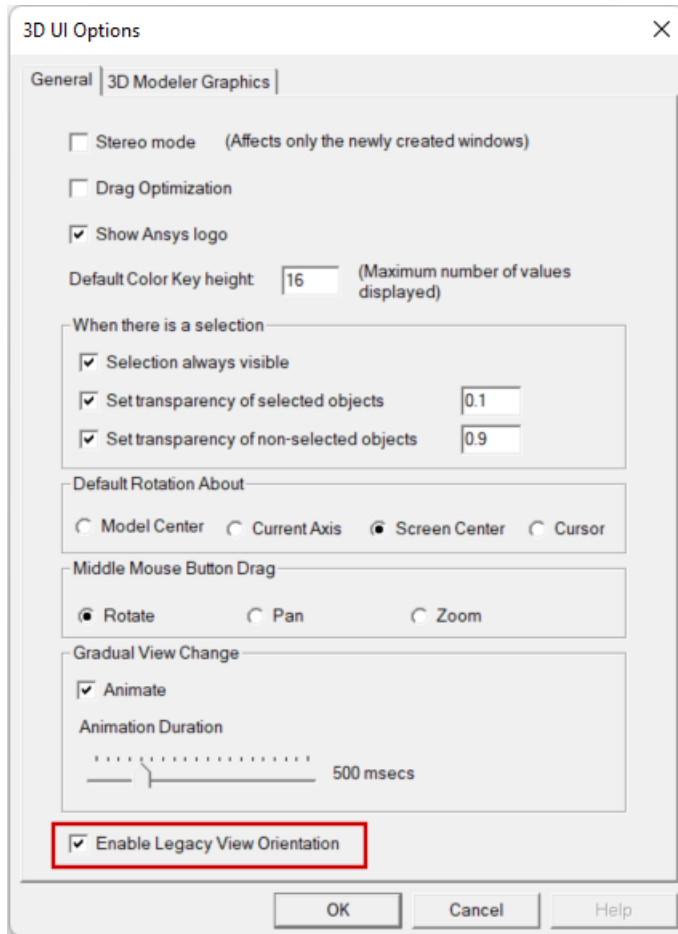 3D UI Options
General
3D Modeler Graphics
Stereo mode (Affects only the newly created windows)
Drag Optimization
Show Ansys logo
Default Color Key height: 16 (Maximum number of values
displayed)
When there is a selection
Selection always visible
Set transparency of selected objects 0.1
Set transparency of non-selected objects 0.9
Default Rotation About
Model Center Current Axis Screen Center Cursor
Middle Mouse Button Drag
Rotate Pan Zoom
Gradual View Change
Animate
Animation Duration
500 msecs
Enable Legacy View Orientation
OK Cancel Help